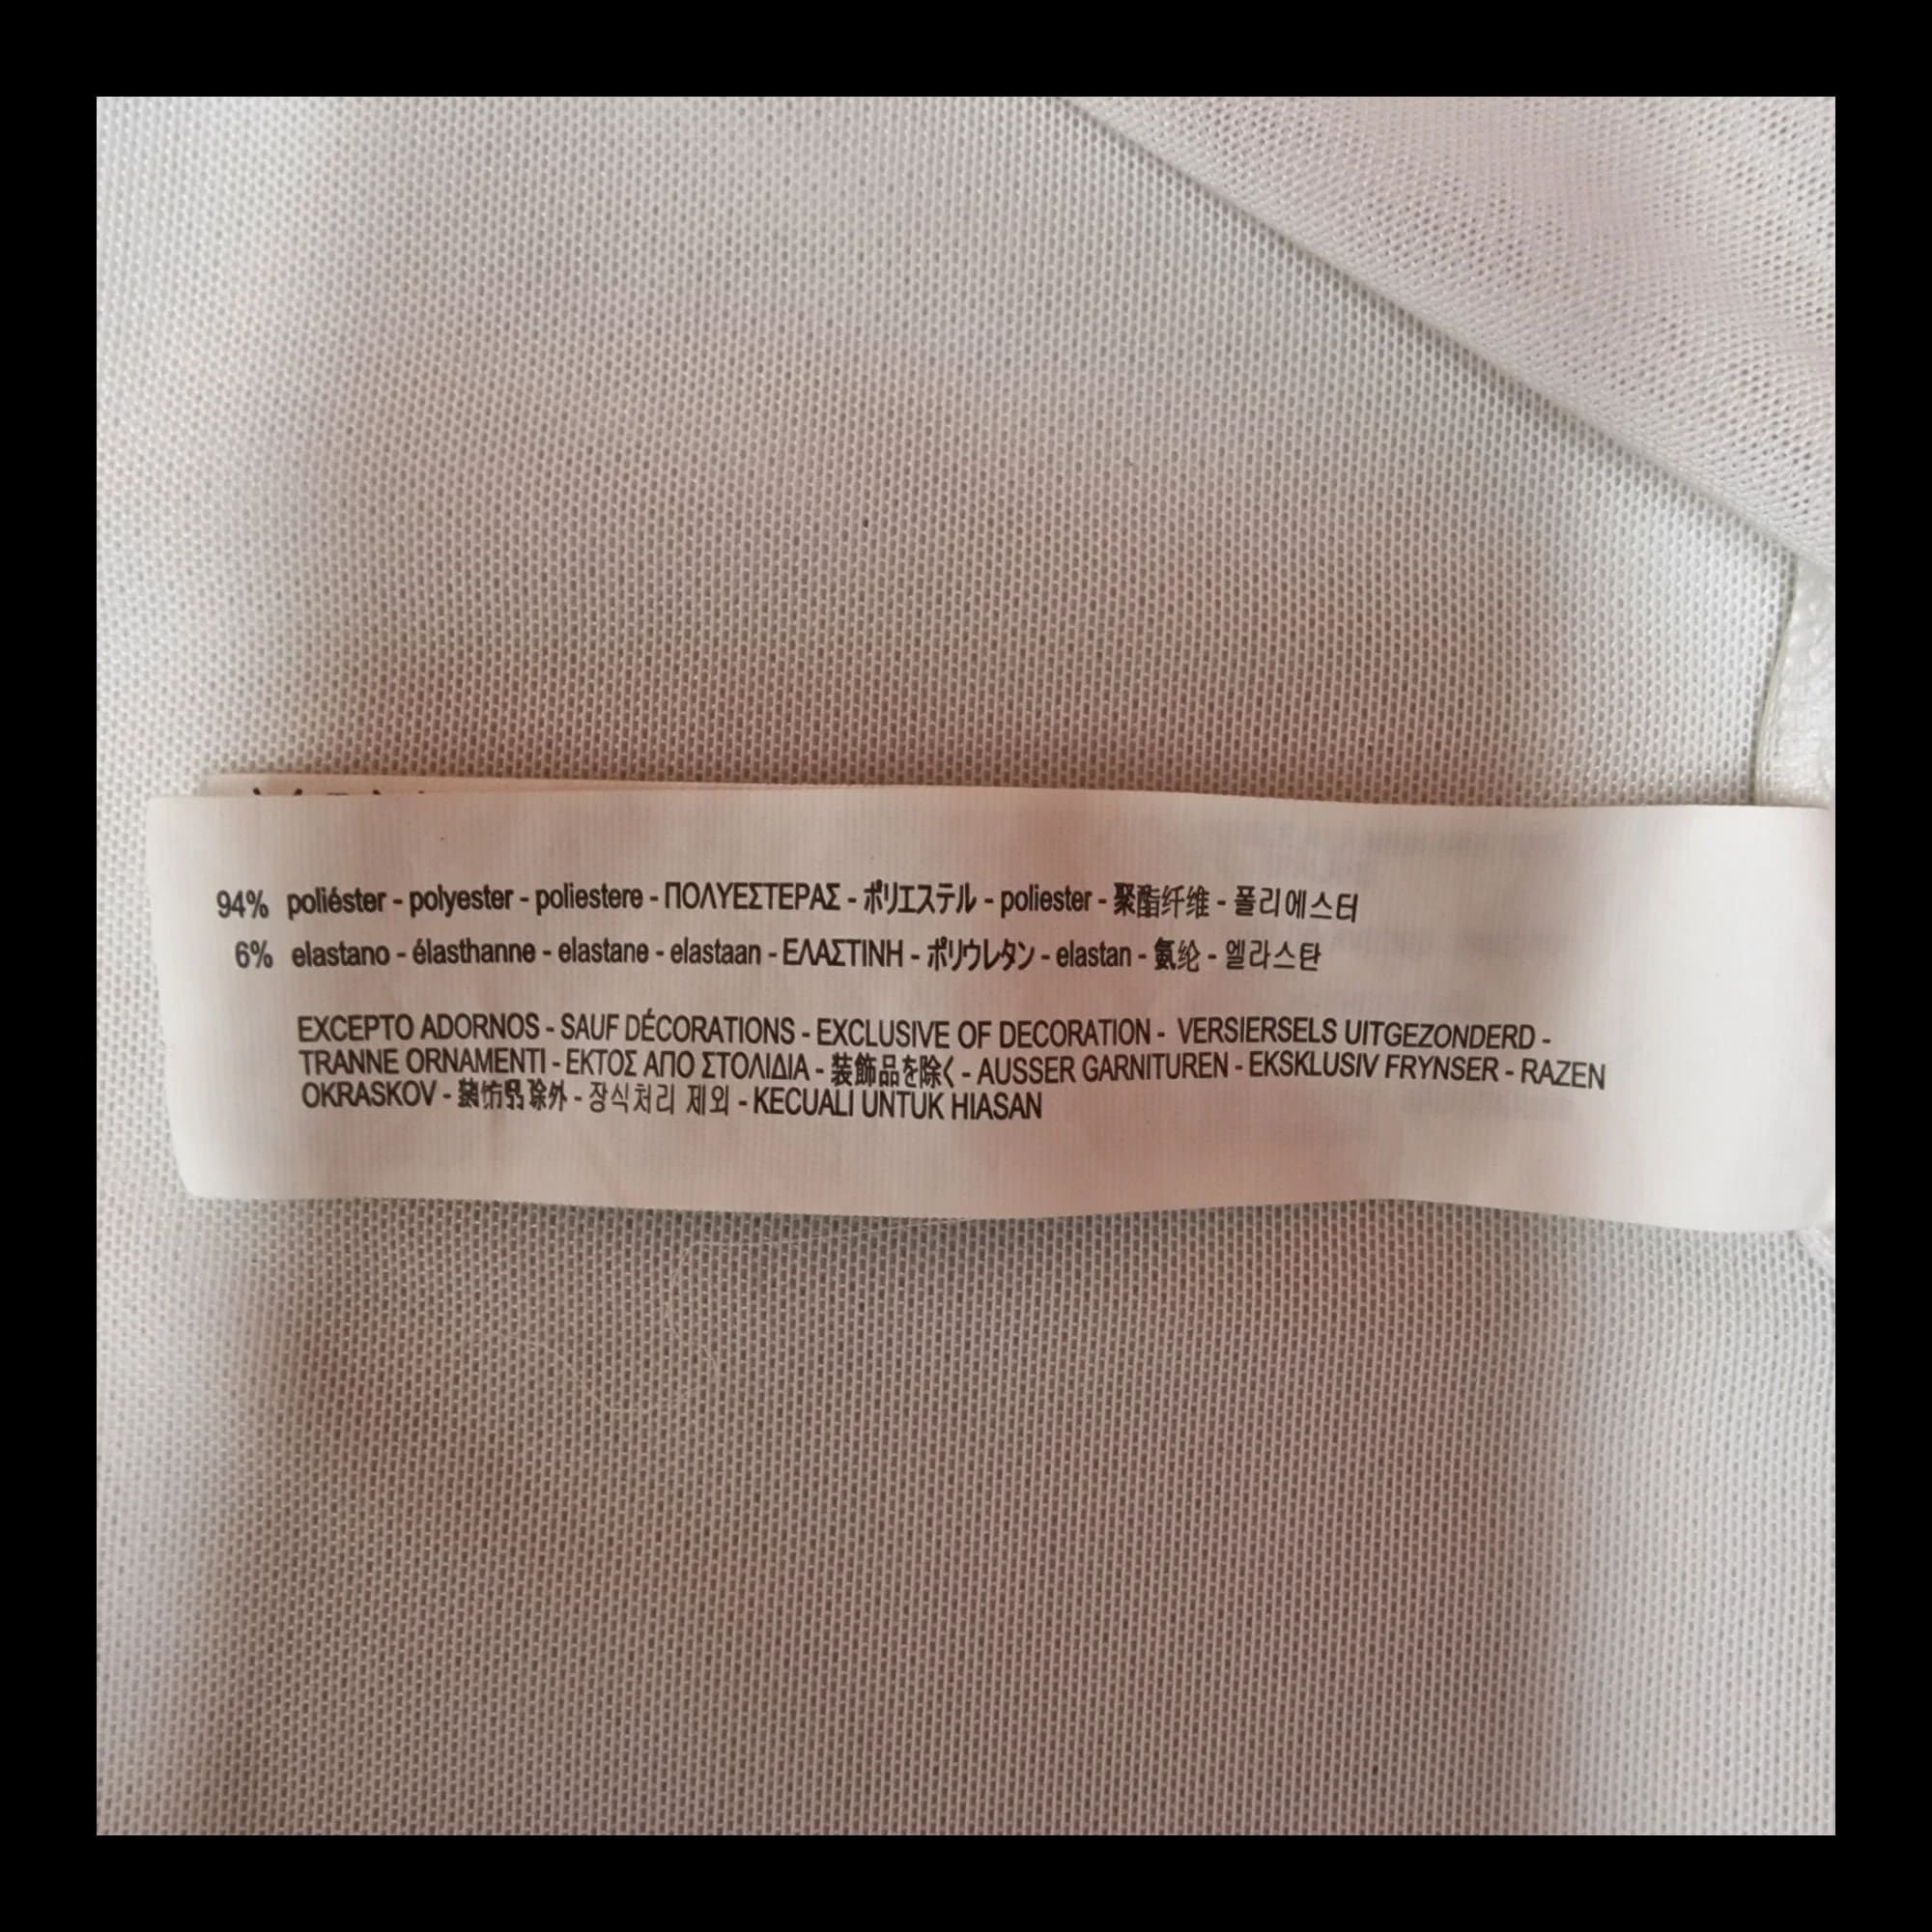 94% poliéster - polyester - poliestere - ΠΟΛΥΕΣΤΕΡΑΣ - ポリエステル - poliester - 聚酯纤维 - 폴리에스터
6% elastano - élasthanne - elastane - elastaan - ΕΛΑΣΤΙΝΗ - ポリウレタン - elastan - 氨纶 - 엘라스탄
EXCEPTO ADORNOS - SAUF DÉCORATIONS - EXCLUSIVE OF DECORATION - VERSIERSELS UITGEZONDERD -
TRANNE ORNAMENTI - ΕΚΤΟΣ ΑΠΟ ΣΤΟΛΙΔΙΑ - 装飾品を除く - AUSSER GARNITUREN - EKSKLUSIV FRYNSER - RAZEN
OKRASKOV - 除外 - 장식처리 제외 - KECUALI UNTUK HIASAN